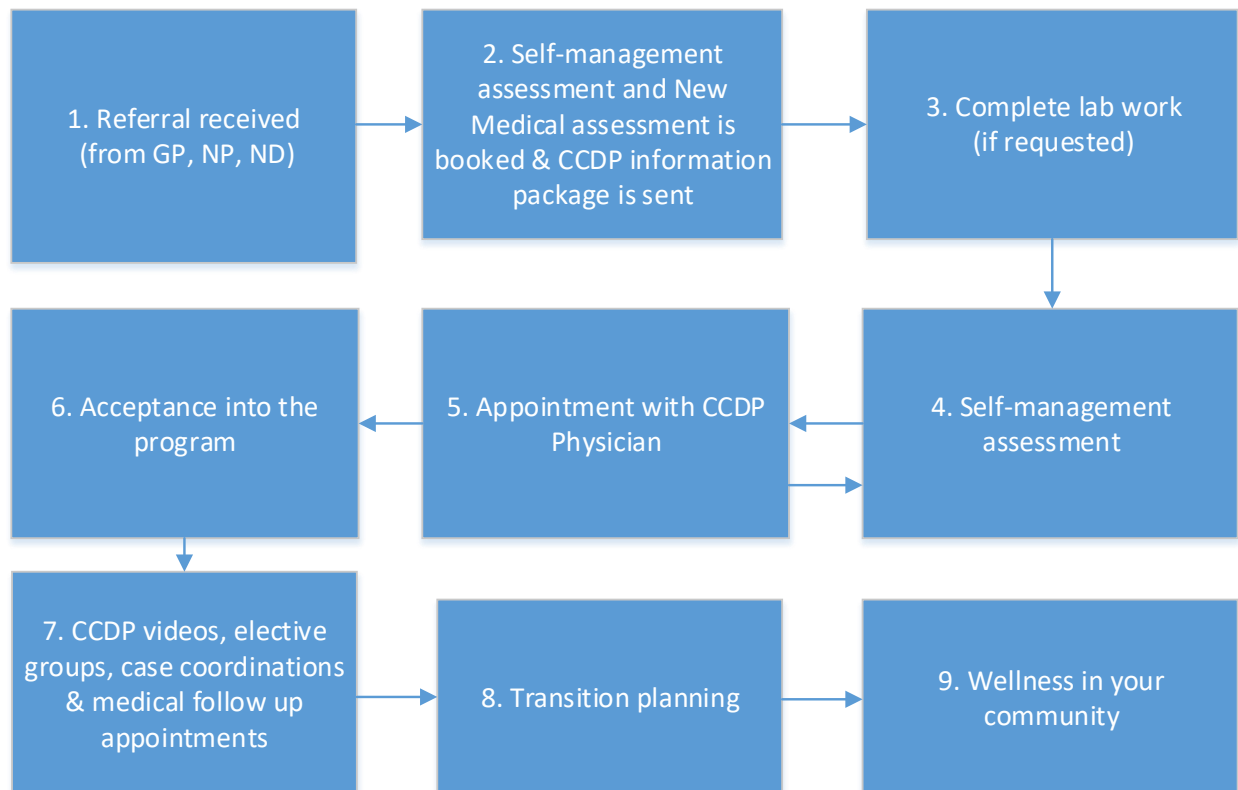 1. Referral received
(from GP, NP, ND)
2. Self-management
assessment and New
Medical assessment is
booked & CCDP information
package is sent
3. Complete lab work
(if requested)
6. Acceptance into the
program
5. Appointment with CCDP
Physician
4. Self-management
assessment
7. CCDP videos, elective
groups, case coordinations
& medical follow up
appointments
8. Transition planning
9. Wellness in your
community